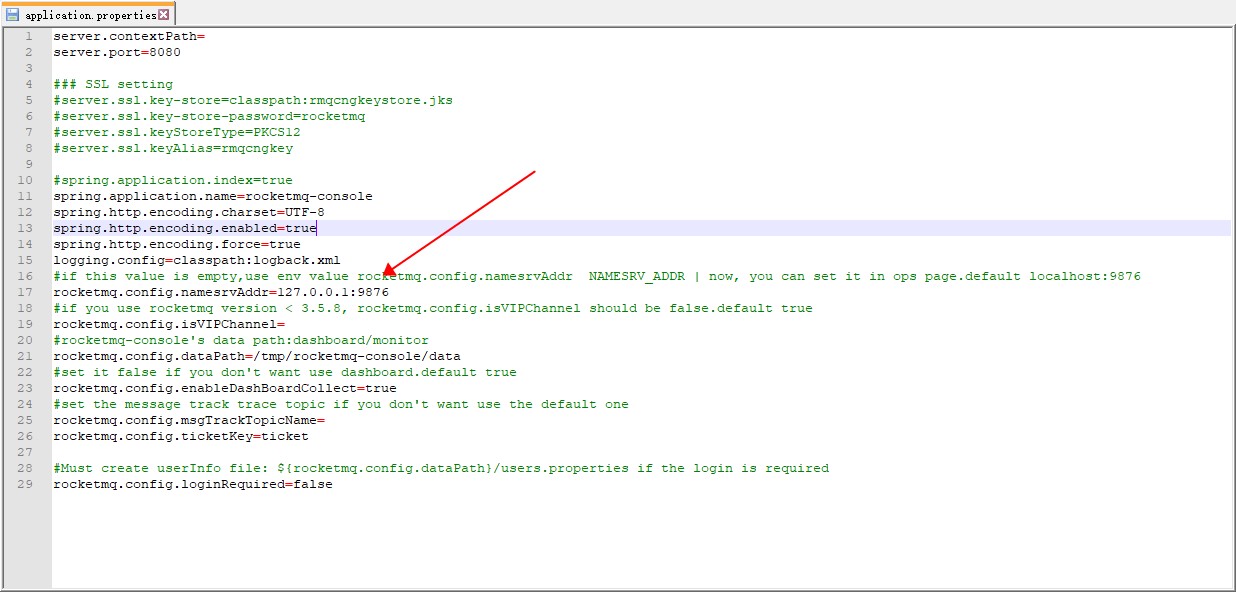 application.properties
1 server.contextPath=
2 server.port=8080
3
4 ### SSL setting
5 #server.ssl.key-store=classpath:rmqcngkeystore.jks
6 #server.ssl.key-store-password=rocketmq
7 #server.ssl.keyStoreType=PKCS12
8 #server.ssl.keyAlias=rmqcngkey
9
10 #spring.application.index=true
11 spring.application.name=rocketmq-console
12 spring.http.encoding.charset=UTF-8
13 spring.http.encoding.enabled=true
14 spring.http.encoding.force=true
15 logging.config=classpath:logback.xml
16 #if this value is empty,use env value rocketmq.config.namesrvAddr  NAMESRV_ADDR | now, you can set it in ops page.default localhost:9876
17 rocketmq.config.namesrvAddr=127.0.0.1:9876
18 #if you use rocketmq version < 3.5.8, rocketmq.config.isVIPChannel should be false.default true
19 rocketmq.config.isVIPChannel=
20 #rocketmq-console's data path:dashboard/monitor
21 rocketmq.config.dataPath=/tmp/rocketmq-console/data
22 #set it false if you don't want use dashboard.default true
23 rocketmq.config.enableDashBoardCollect=true
24 #set the message track trace topic if you don't want use the default one
25 rocketmq.config.msgTrackTopicName=
26 rocketmq.config.ticketKey=ticket
27
28 #Must create userInfo file: ${rocketmq.config.dataPath}/users.properties if the login is required
29 rocketmq.config.loginRequired=false